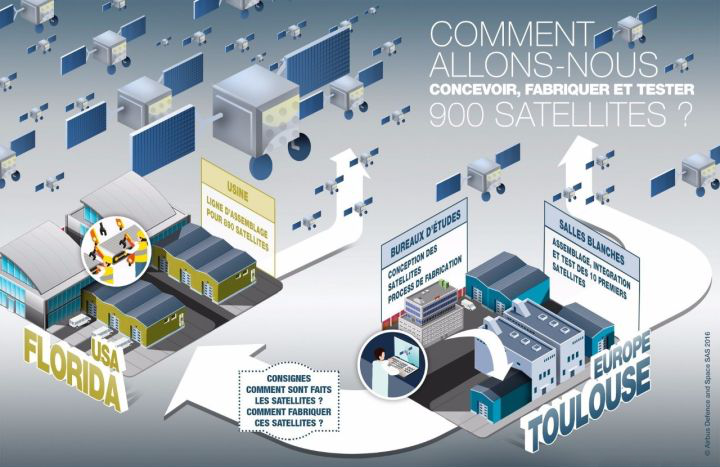 COMMENT
ALLONS-NOUS
CONCEVOIR, FABRIQUER ET TESTER
900 SATELLITES ?
USINE
LIGNE D'ASSEMBLAGE
POUR 890 SATELLITES
BUREAUX D'ÉTUDES
CONCEPTION DES
SATELLITES
PROCESS DE FABRICATION
SALLES BLANCHES
ASSEMBLAGE, INTEGRATION
ET TEST DES 10 PREMIERS
SATELLITES
USA
FLORIDA
CONSIGNES
COMMENT SONT FAITS
LES SATELLITES ?
COMMENT FABRIQUER
CES SATELLITES ?
EUROPE
TOULOUSE
© Airbus Defence and Space SAS 2016